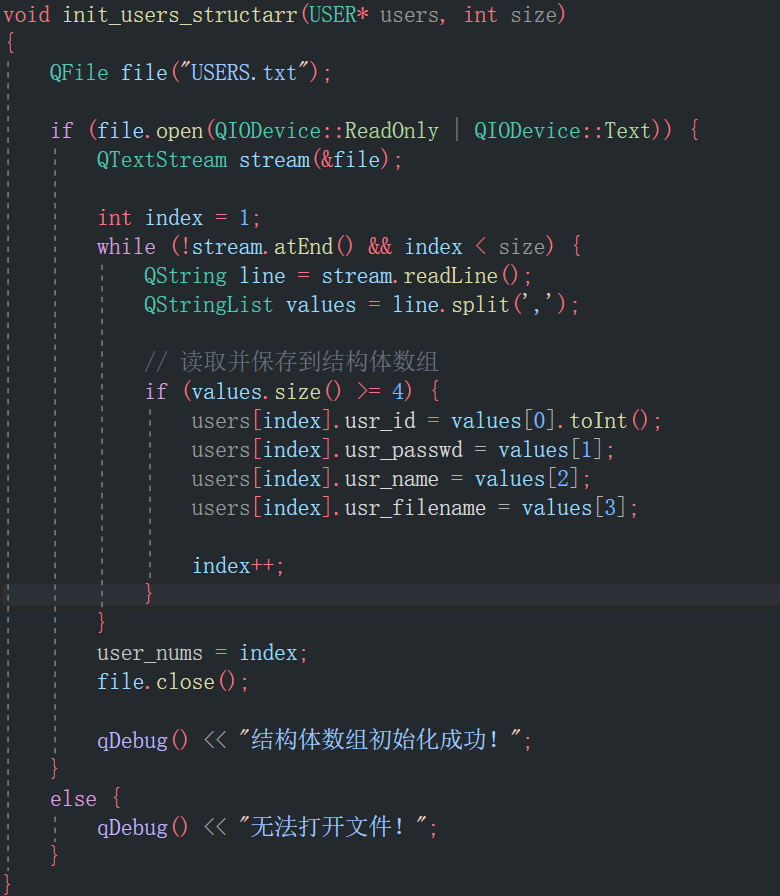 void init_users_structarr(USER* users, int size)
{
    QFile file("USERS.txt");

    if (file.open(QIODevice::ReadOnly | QIODevice::Text)) {
        QTextStream stream(&file);

        int index = 1;
        while (!stream.atEnd() && index < size) {
            QString line = stream.readLine();
            QStringList values = line.split(',');

            // 读取并保存到结构体数组
            if (values.size() >= 4) {
                users[index].usr_id = values[0].toInt();
                users[index].usr_passwd = values[1];
                users[index].usr_name = values[2];
                users[index].usr_filename = values[3];

                index++;
            }
        }
        user_nums = index;
        file.close();

        qDebug() << "结构体数组初始化成功！";
    }
    else {
        qDebug() << "无法打开文件！";
    }
}